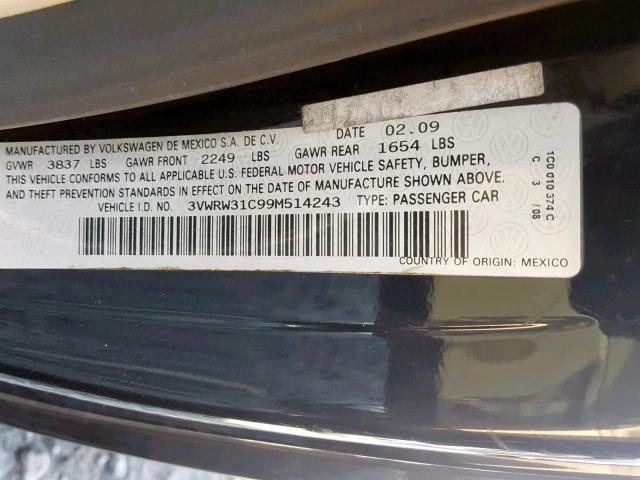 MANUFACTURED BY VOLKSWAGEN DE MEXICO S.A. DE C.V. DATE 02.09
GVWR 3837 LBS GAWR FRONT 2249 LBS GAWR REAR 1654 LBS
THIS VEHICLE CONFORMS TO ALL APPLICABLE U.S. FEDERAL MOTOR VEHICLE SAFETY, BUMPER,
AND THEFT PREVENTION STANDARDS IN EFFECT ON THE DATE OF MANUFACTURE SHOWN ABOVE.
VEHICLE I.D. NO. 3VWRW31C99M514243 TYPE: PASSENGER CAR
COUNTRY OF ORIGIN: MEXICO
1C0 010 374 C
C 3 /08